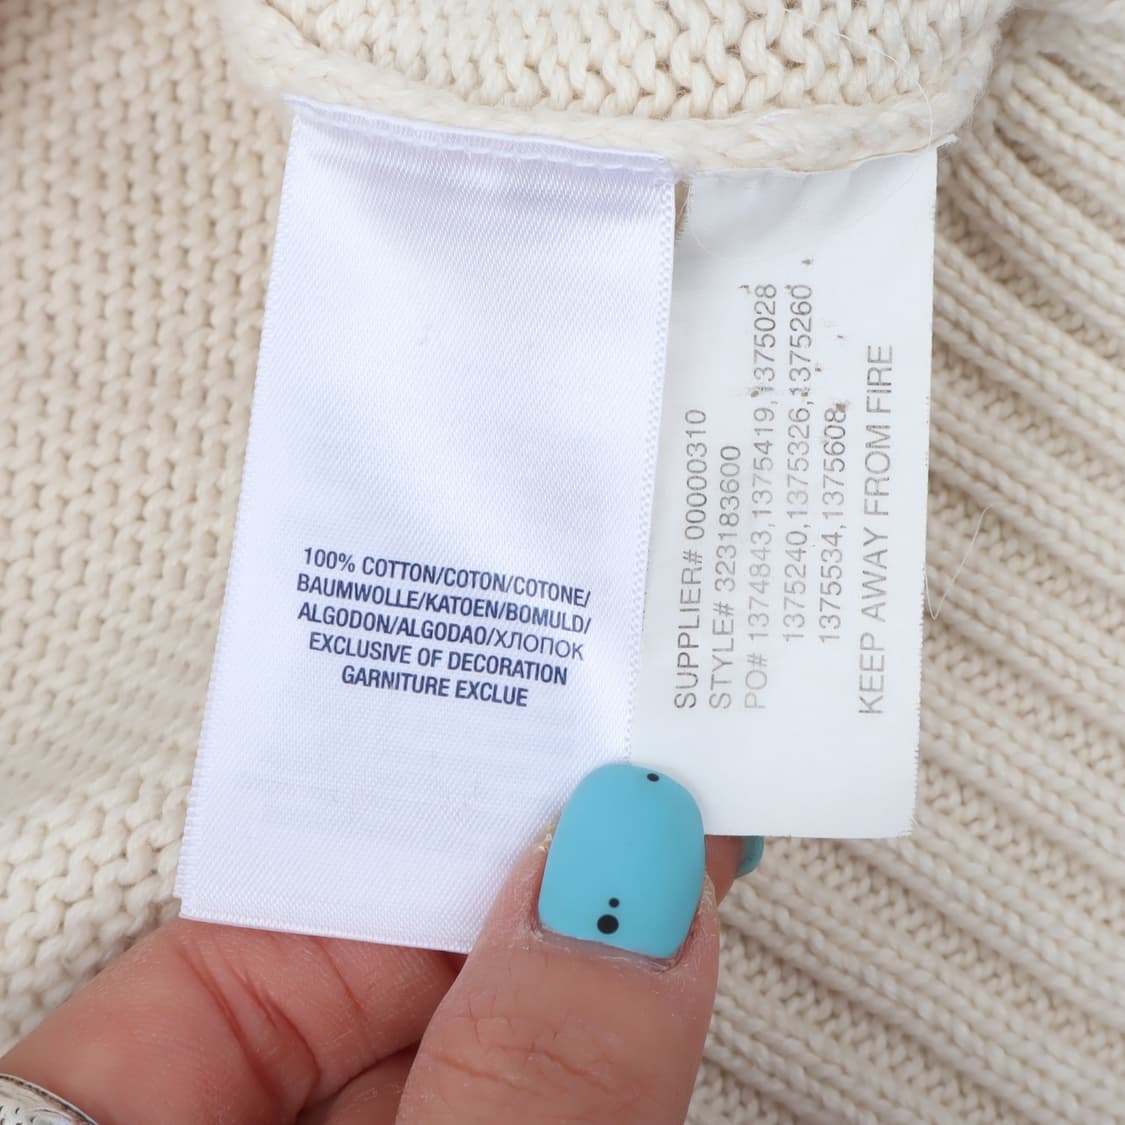 100% COTTON/COTON/COTONE/
BAUMWOLLE/KATOEN/BOMULD/
ALGODON/ALGODAO/ХЛОПОК
EXCLUSIVE OF DECORATION
GARNITURE EXCLUE
SUPPLIER# 00000310
STYLE# 323183600
PO# 1374843,1375419,1375028
1375240,1375326,1375260
1375534,1375608
KEEP AWAY FROM FIRE